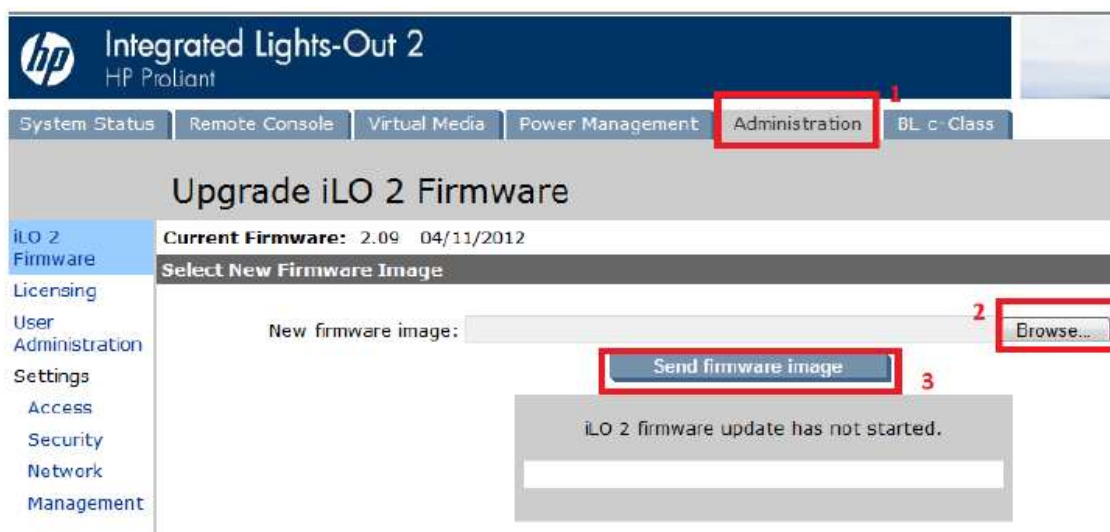 hp
Integrated Lights-Out 2
HP ProLiant
1
System Status Remote Console Virtual Media Power Management Administration BL c-Class
Upgrade iLO 2 Firmware
iLO 2
Firmware
Current Firmware: 2.09 04/11/2012
Select New Firmware Image
Licensing
User
Administration
New firmware image: 2 Browse...
Send firmware image 3
Settings
Access
iLO 2 firmware update has not started.
Security
Network
Management